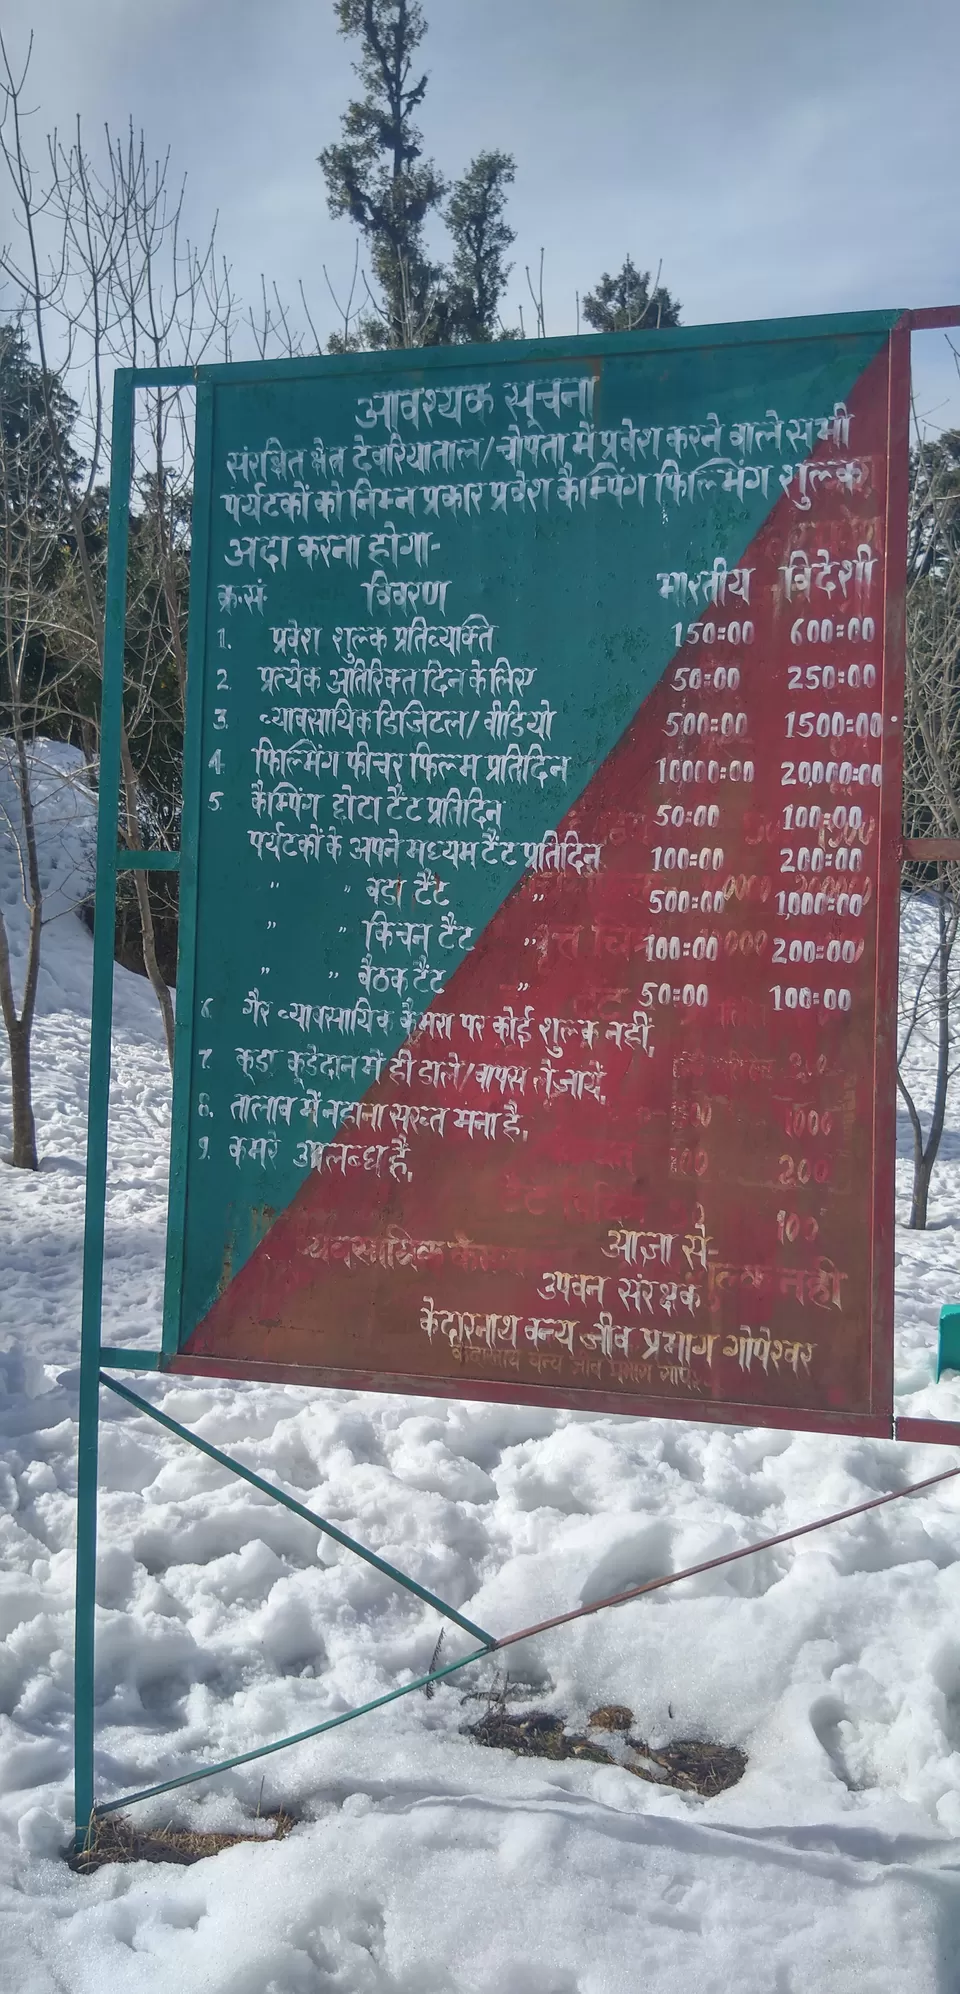 आवश्यक सूचना
संरक्षित क्षेत्र देवरियाताल/चोपता में प्रवेश करने वाले सभी
पर्यटकों को निम्न प्रकार प्रवेश कैम्पिंग फिल्मिंग शुल्क
अदा करना होगा-
क्र.सं. विवरण भारतीय विदेशी
1. प्रवेश शुल्क प्रतिव्यक्ति 150=00 600=00
2. प्रत्येक अतिरिक्त दिन के लिए 50=00 250=00
3. व्यावसायिक डिजिटल/वीडियो 500=00 1500=00
4. फिल्मिंग फीचर फिल्म प्रतिदिन 10000=00 20,000=00
5. कैम्पिंग छोटा टैंट प्रतिदिन 50=00 100=00
पर्यटकों के अपने मध्यम टैंट प्रतिदिन 100=00 200=00
" " बडा टैंट " 500=00 1,000=00
" " किचन टैंट " 100=00 200=00
" " बैठक टैंट " 50=00 100=00
6. गैर व्यावसायिक कैमरा पर कोई शुल्क नहीं,
7. कूडा कूडेदान में ही डाले/वापस ले जायें,
8. तालाब में नहाना सख्त मना है,
9. कमरे उपलब्ध हैं,
आज्ञा से-
उपवन संरक्षक
केदारनाथ वन्य जीव प्रभाग गोपेश्वर